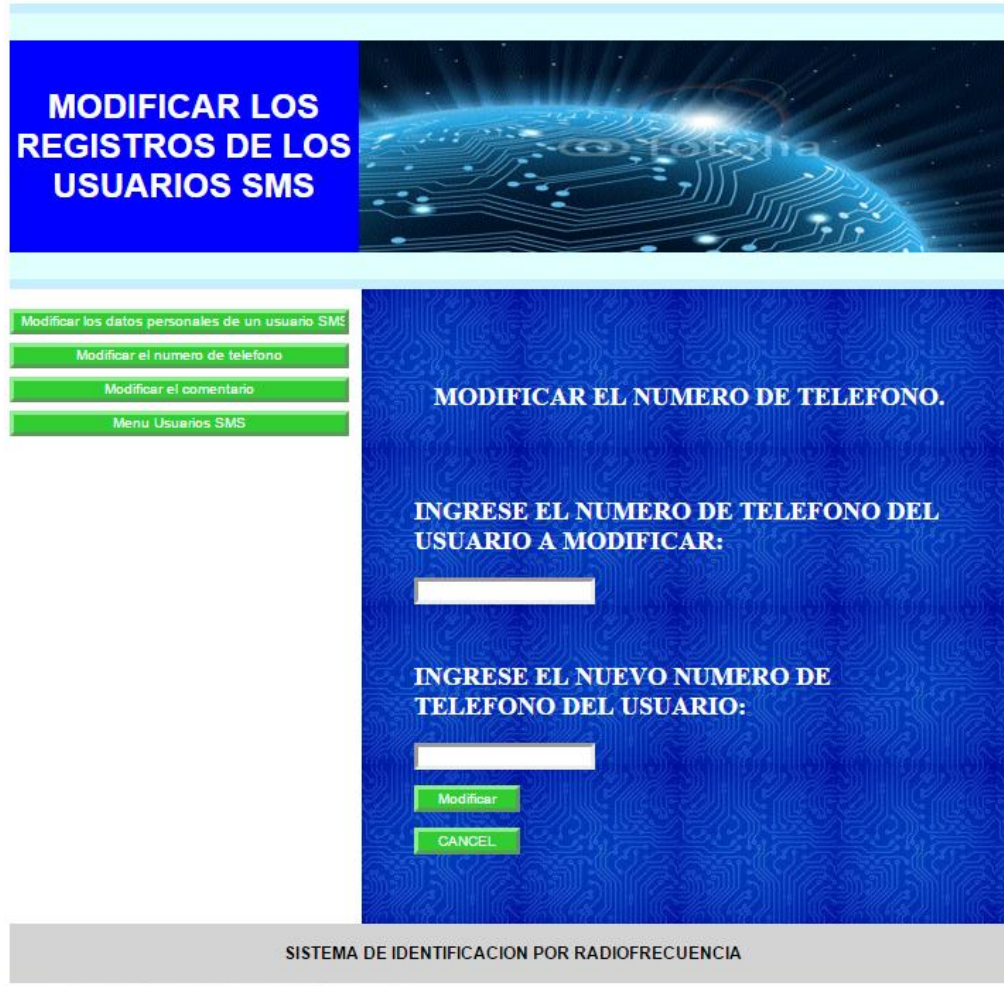 MODIFICAR LOS
REGISTROS DE LOS
USUARIOS SMS
fotolia
Modificar los datos personales de un usuario SMS
Modificar el numero de telefono
Modificar el comentario
Menu Usuarios SMS
MODIFICAR EL NUMERO DE TELEFONO.
INGRESE EL NUMERO DE TELEFONO DEL
USUARIO A MODIFICAR:
INGRESE EL NUEVO NUMERO DE
TELEFONO DEL USUARIO:
Modificar
CANCEL
SISTEMA DE IDENTIFICACION POR RADIOFRECUENCIA